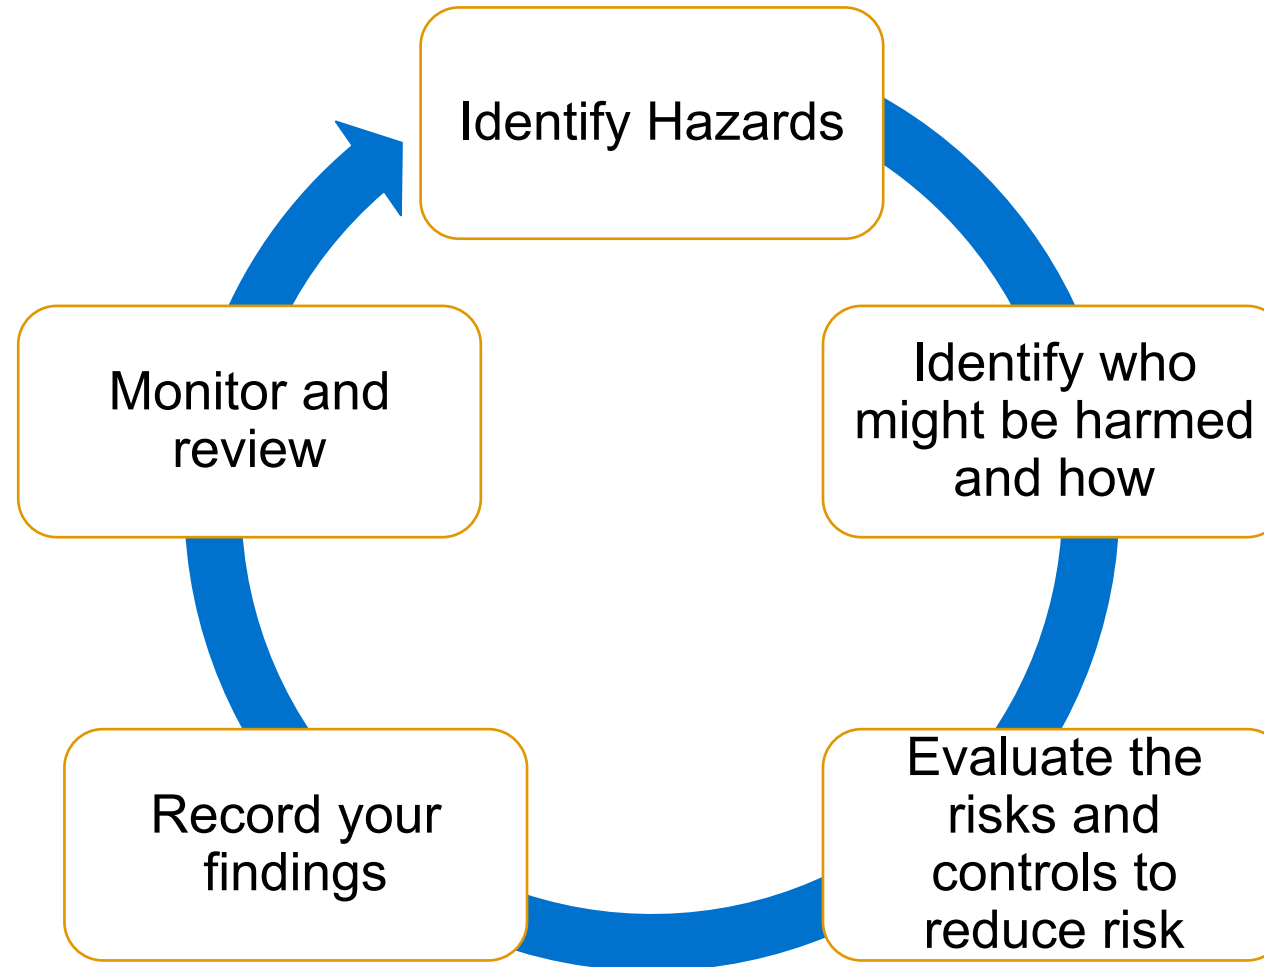 Identify Hazards
Identify who
might be harmed
and how
Evaluate the
risks and
controls to
reduce risk
Record your
findings
Monitor and
review